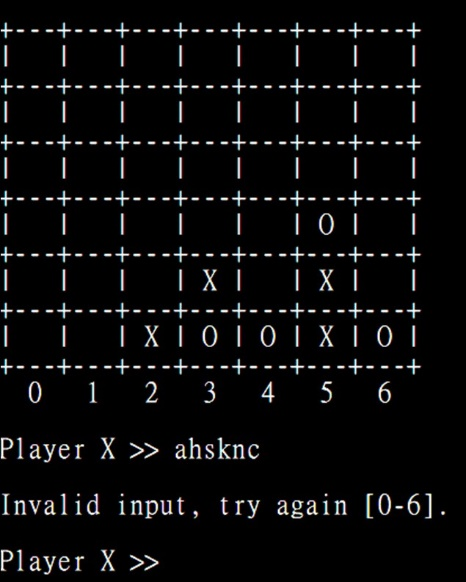 +---+---+---+---+---+---+---+
|   |   |   |   |   |   |   |
+---+---+---+---+---+---+---+
|   |   |   |   |   |   |   |
+---+---+---+---+---+---+---+
|   |   |   |   |   |   |   |
+---+---+---+---+---+---+---+
|   |   |   |   |   | O |   |
+---+---+---+---+---+---+---+
|   |   |   | X |   | X |   |
+---+---+---+---+---+---+---+
|   |   | X | O | O | X | O |
+---+---+---+---+---+---+---+
  0   1   2   3   4   5   6
Player X >> ahsknc
Invalid input, try again [0-6].
Player X >>